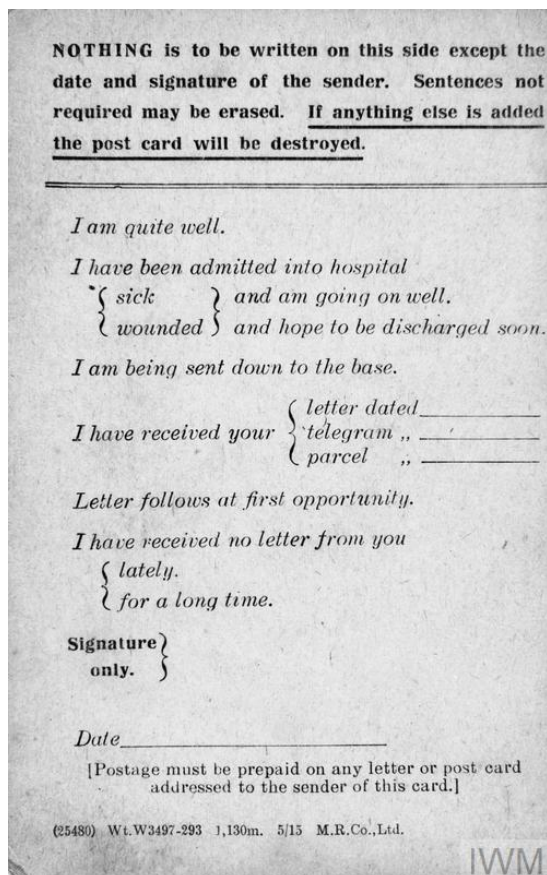 NOTHING is to be written on this side except the
date and signature of the sender. Sentences not
required may be erased. If anything else is added
the post card will be destroyed.
I am quite well.
I have been admitted into hospital
{ sick } and am going on well.
{ wounded } and hope to be discharged soon.
I am being sent down to the base.
I have received your { letter dated
telegram „
parcel „
Letter follows at first opportunity.
I have received no letter from you
{ lately.
{ for a long time.
Signature }
only.
Date
[Postage must be prepaid on any letter or post card
addressed to the sender of this card.]
(25480) Wt.W3497-293 1,130m. 5/15 M.R.Co.,Ltd.
IWM